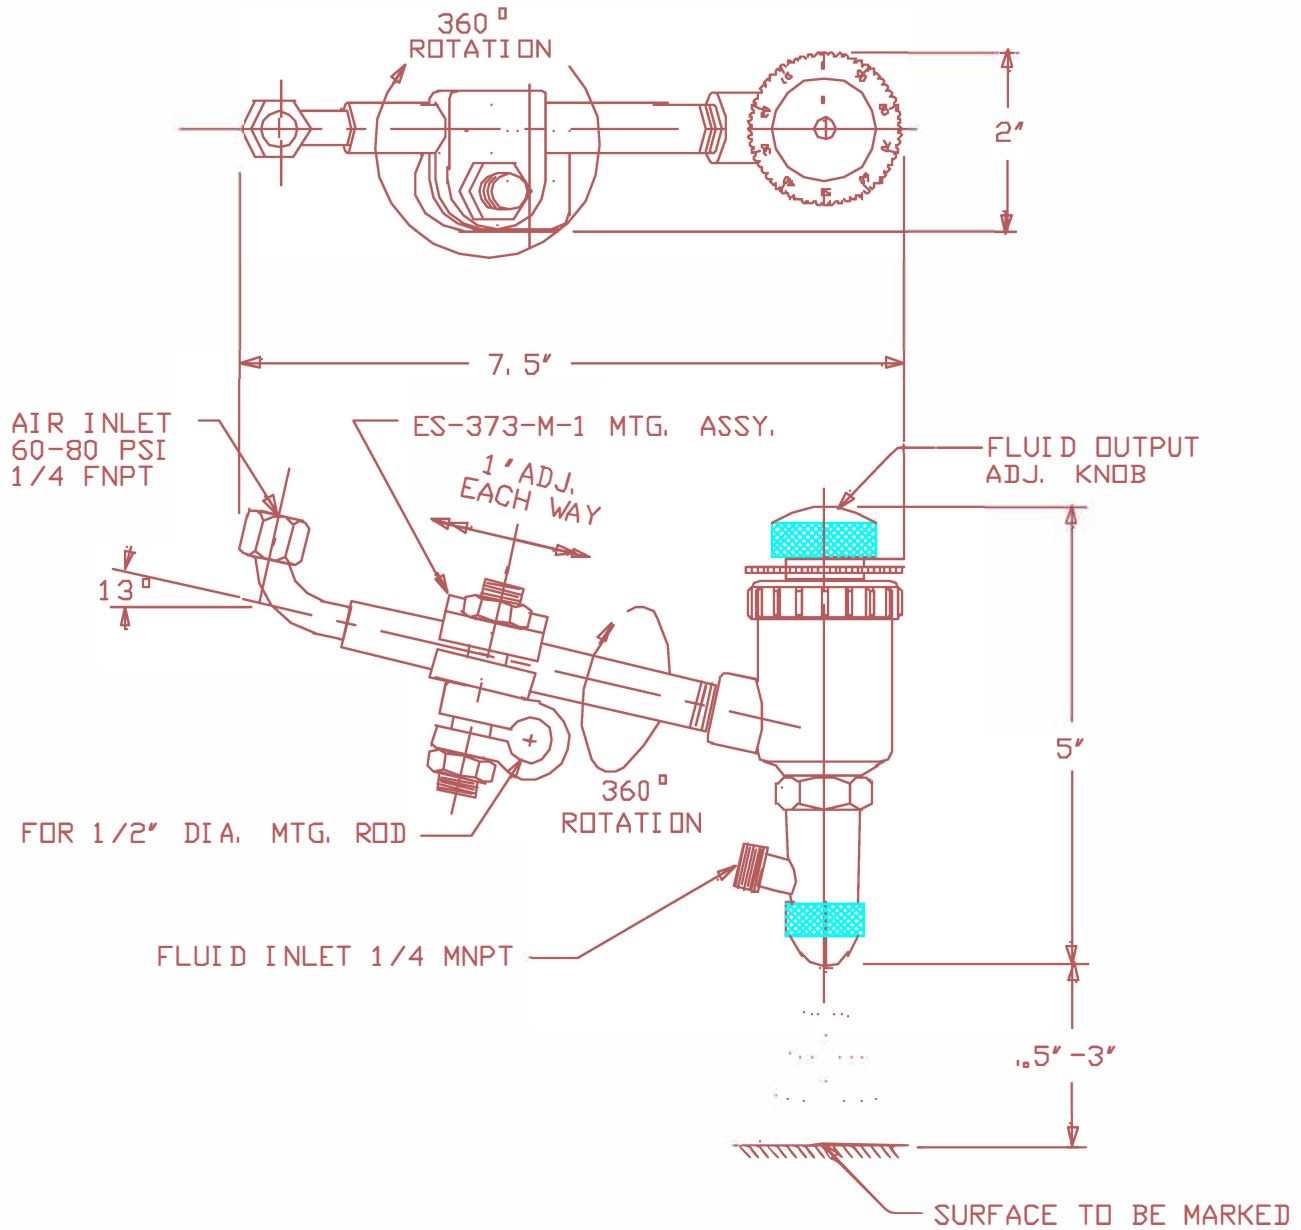 360°
ROTATION
2"
7.5"
AIR INLET
60-80 PSI
1/4 FNPT
ES-373-M-1 MTG. ASSY.
1" ADJ.
EACH WAY
FLUID OUTPUT
ADJ. KNOB
13°
5"
360°
ROTATION
FOR 1/2" DIA. MTG. ROD
FLUID INLET 1/4 MNPT
.5"-3"
SURFACE TO BE MARKED